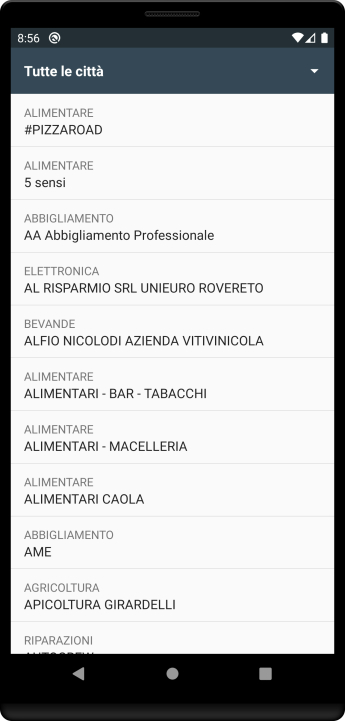 8:56
Tutte le città
ALIMENTARE
#PIZZAROAD
ALIMENTARE
5 sensi
ABBIGLIAMENTO
AA Abbigliamento Professionale
ELETTRONICA
AL RISPARMIO SRL UNIEURO ROVERETO
BEVANDE
ALFIO NICOLODI AZIENDA VITIVINICOLA
ALIMENTARE
ALIMENTARI - BAR - TABACCHI
ALIMENTARE
ALIMENTARI - MACELLERIA
ALIMENTARE
ALIMENTARI CAOLA
ABBIGLIAMENTO
AME
AGRICOLTURA
APICOLTURA GIRARDELLI
RIPARAZIONI